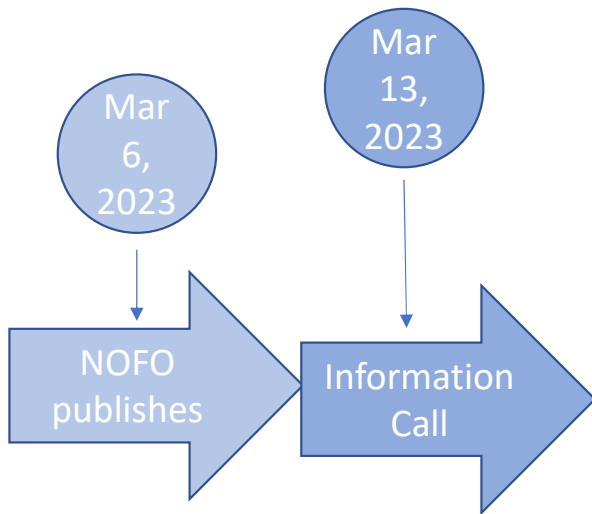 Mar
6,
2023
Mar
13,
2023
NOFO
publishes
Information
Call